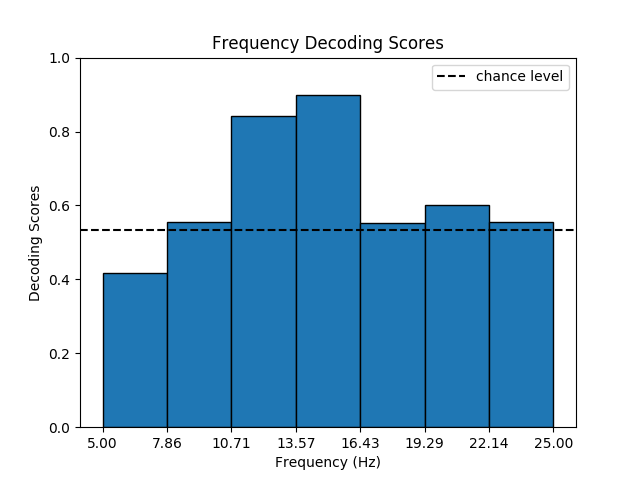 Frequency Decoding Scores
chance level
1.0
0.8
0.6
0.4
0.2
0.0
Decoding Scores
5.00 7.86 10.71 13.57 16.43 19.29 22.14 25.00
Frequency (Hz)